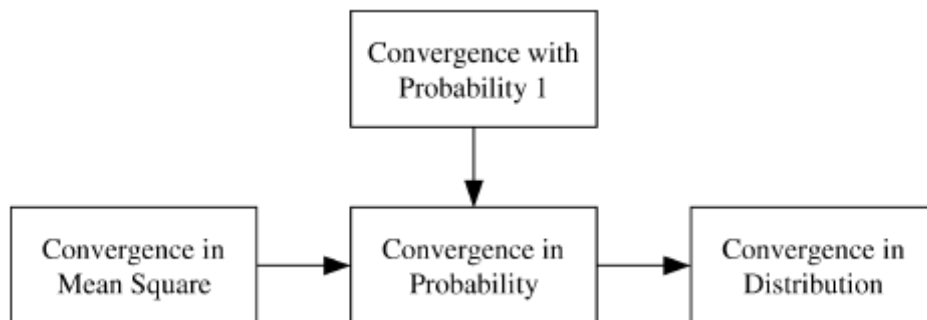 Convergence with
Probability 1
Convergence in
Mean Square
Convergence in
Probability
Convergence in
Distribution